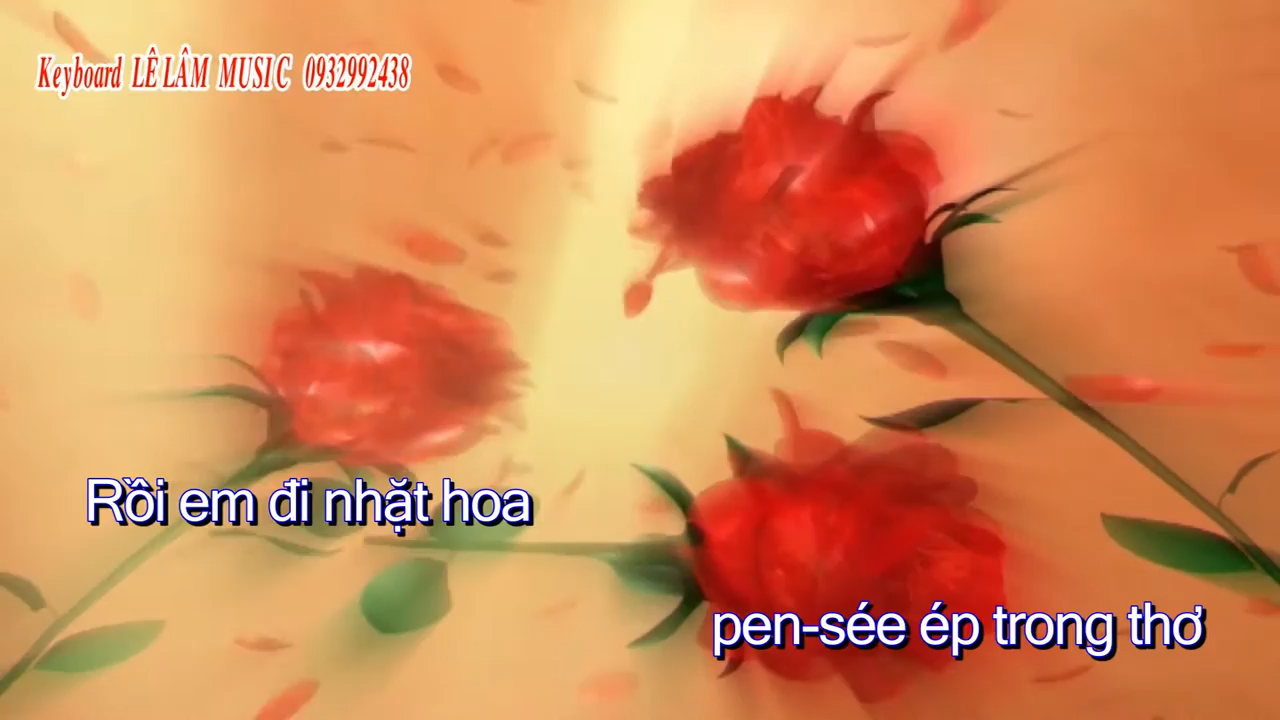 Keyboard LÊ LÂM MUSIC 0932992438
Rồi em đi nhặt hoa
pen-sée ép trong thơ